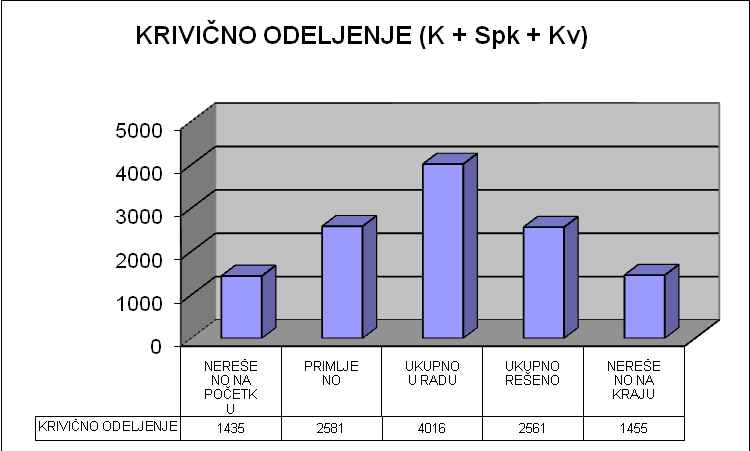 KRIVIČNO ODELJENJE (K + Spk + Kv)
5000
4000
3000
2000
1000
0
NEREŠE
NO NA
POČETK
U
PRIMLJE
NO
UKUPNO
U RADU
UKUPNO
REŠENO
NEREŠE
NO NA
KRAJU
KRIVIČNO ODELJENJE 1435 2581 4016 2561 1455